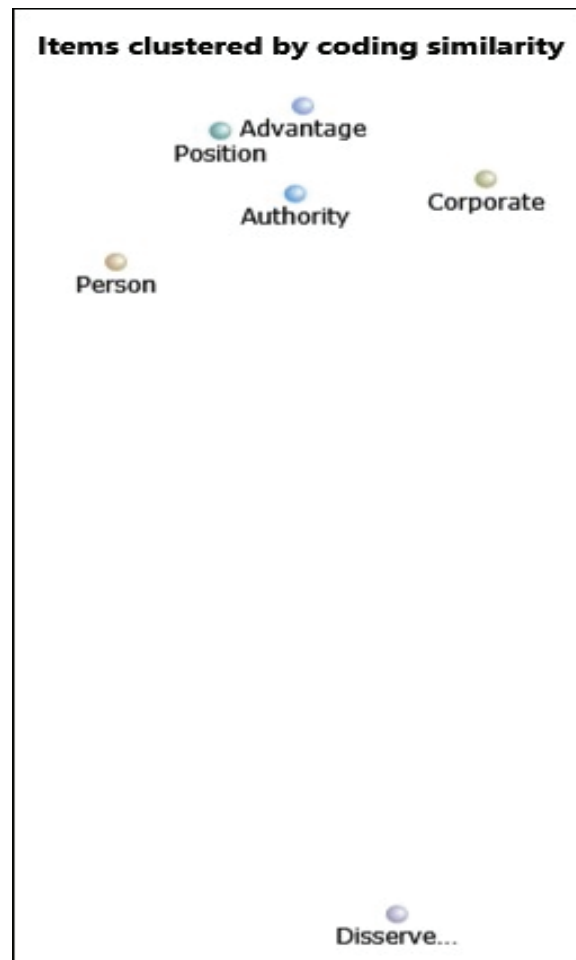 Items clustered by coding similarity
Advantage
Position
Corporate
Authority
Person
Disserve...